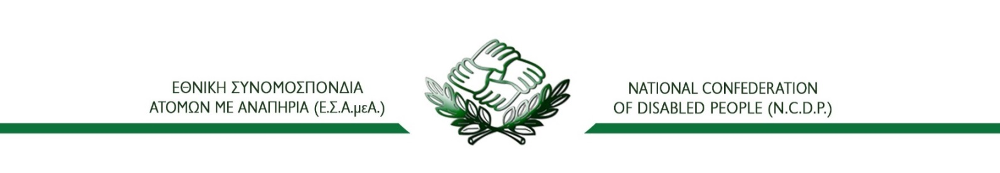 ΕΘΝΙΚΗ ΣΥΝΟΜΟΣΠΟΝΔΙΑ
ΑΤΟΜΩΝ ΜΕ ΑΝΑΠΗΡΙΑ (Ε.Σ.Α.μεΑ.)
NATIONAL CONFEDERATION
OF DISABLED PEOPLE (N.C.D.P.)